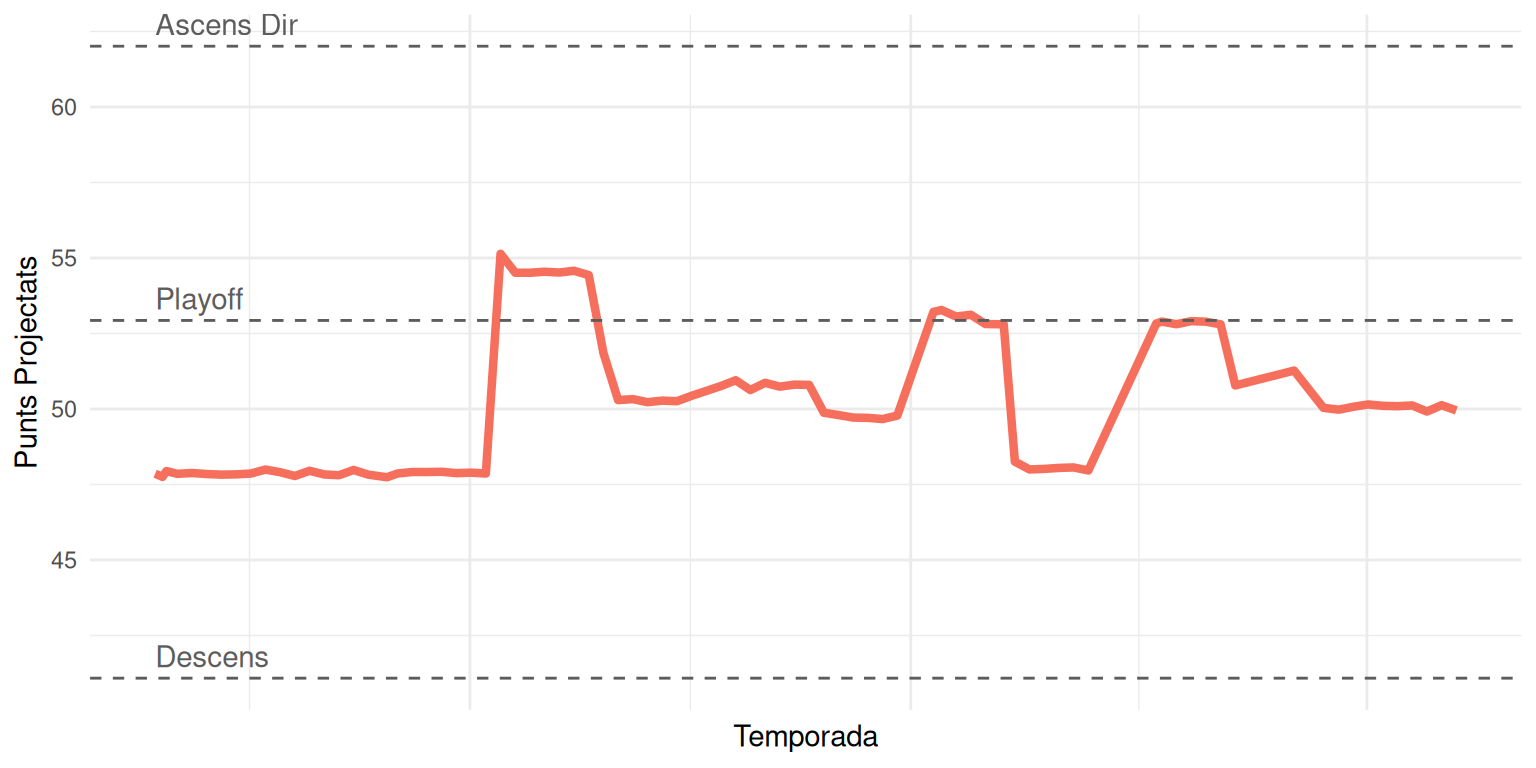 Ascens Dir
60
55
Playoff
50
45
Descens
Punts Projectats
Temporada